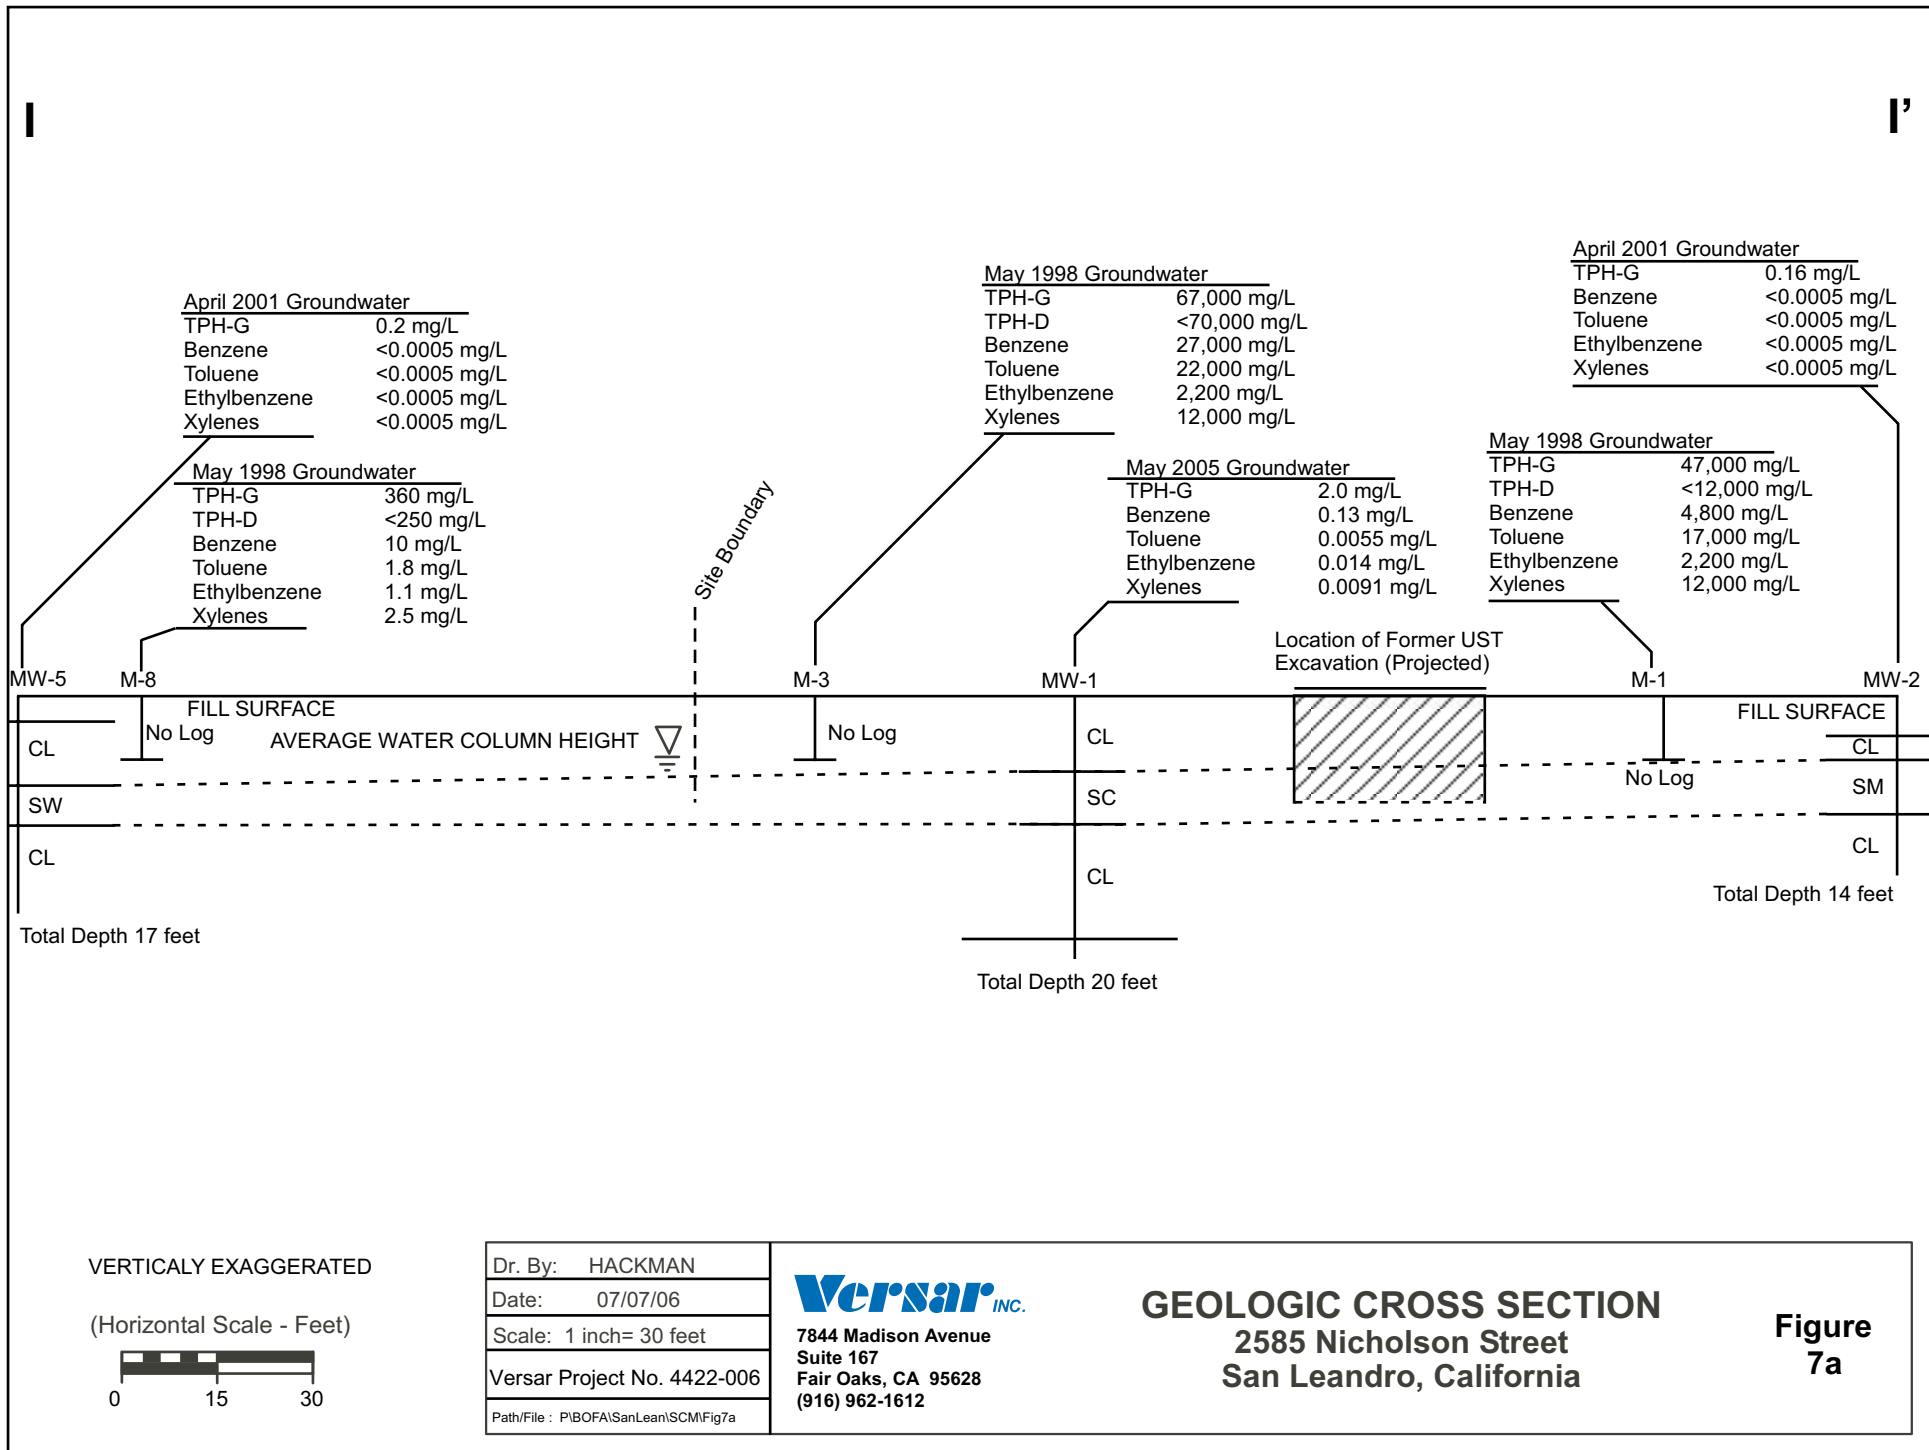 I
I’
April 2001 Groundwater
TPH-G 0.2 mg/L
Benzene <0.0005 mg/L
Toluene <0.0005 mg/L
Ethylbenzene <0.0005 mg/L
Xylenes <0.0005 mg/L
May 1998 Groundwater
TPH-G 360 mg/L
TPH-D <250 mg/L
Benzene 10 mg/L
Toluene 1.8 mg/L
Ethylbenzene 1.1 mg/L
Xylenes 2.5 mg/L
Site Boundary
May 1998 Groundwater
TPH-G 67,000 mg/L
TPH-D <70,000 mg/L
Benzene 27,000 mg/L
Toluene 22,000 mg/L
Ethylbenzene 2,200 mg/L
Xylenes 12,000 mg/L
May 2005 Groundwater
TPH-G 2.0 mg/L
Benzene 0.13 mg/L
Toluene 0.0055 mg/L
Ethylbenzene 0.014 mg/L
Xylenes 0.0091 mg/L
April 2001 Groundwater
TPH-G 0.16 mg/L
Benzene <0.0005 mg/L
Toluene <0.0005 mg/L
Ethylbenzene <0.0005 mg/L
Xylenes <0.0005 mg/L
May 1998 Groundwater
TPH-G 47,000 mg/L
TPH-D <12,000 mg/L
Benzene 4,800 mg/L
Toluene 17,000 mg/L
Ethylbenzene 2,200 mg/L
Xylenes 12,000 mg/L
Location of Former UST
Excavation (Projected)
MW-5
M-8
M-3
MW-1
M-1
MW-2
FILL SURFACE
No Log
AVERAGE WATER COLUMN HEIGHT
No Log
No Log
FILL SURFACE
CL
SW
CL
CL
SC
CL
CL
SM
CL
Total Depth 17 feet
Total Depth 20 feet
Total Depth 14 feet
VERTICALY EXAGGERATED
(Horizontal Scale - Feet)
0 15 30
Dr. By: HACKMAN
Date: 07/07/06
Scale: 1 inch= 30 feet
Versar Project No. 4422-006
Path/File : P\BOFA\SanLean\SCM\Fig7a
Versar INC.
7844 Madison Avenue
Suite 167
Fair Oaks, CA 95628
(916) 962-1612
GEOLOGIC CROSS SECTION
2585 Nicholson Street
San Leandro, California
Figure
7a